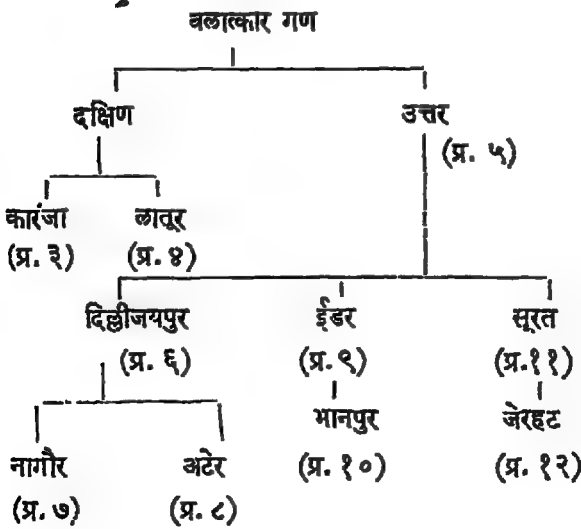 बलात्कार गण
दक्षिण उत्तर
(प्र. ५)
कारंजा लातूर
(प्र. ३) (प्र. ४)
दिल्लीजयपुर ईडर सूरत
(प्र. ६) (प्र. ९) (प्र.११)
भानपुर जेरहट
नागौर अटेर (प्र. १०) (प्र. १२)
(प्र. ७) (प्र. ८)